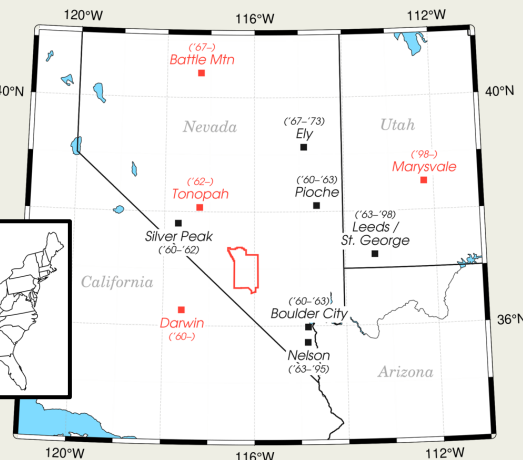 120°W
116°W
112°W
('67–)
Battle Mtn
40°N
('67–'73)
Ely
Nevada
Utah
('98–)
Marysvale
('62–)
Tonopah
('60–'63)
Pioche
('63–'98)
Leeds /
St. George
Silver Peak
('60–'62)
California
('60–'63)
Boulder City
Darwin
('60–)
36°N
Nelson
('63–'95)
Arizona
120°W
116°W
112°W